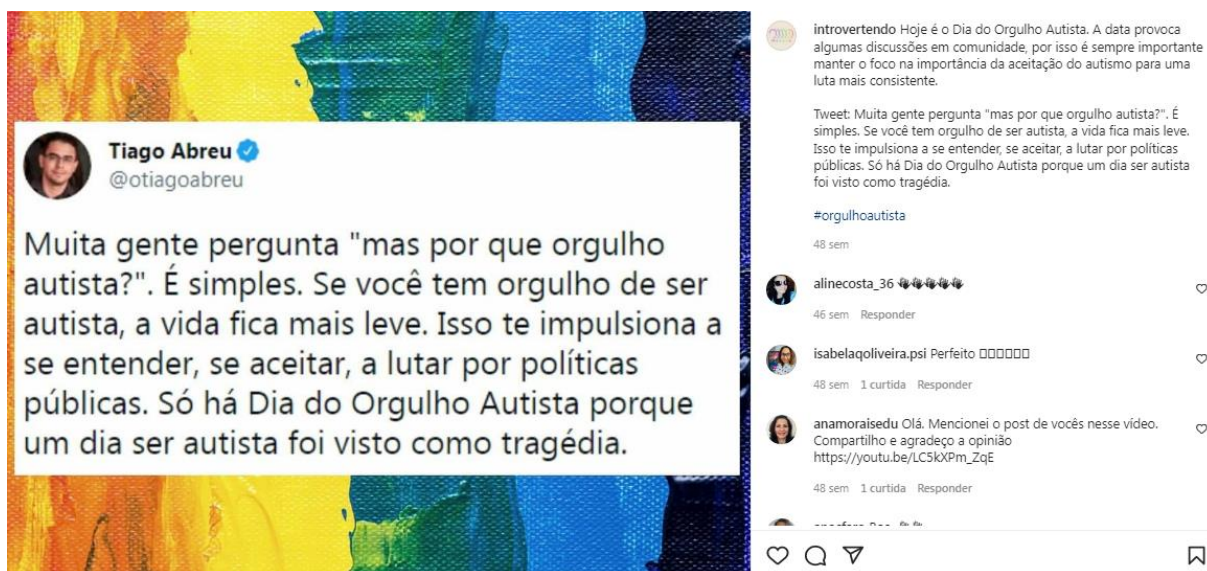 Tiago Abreu
@otiagoabreu
Muita gente pergunta "mas por que orgulho
autista?". É simples. Se você tem orgulho de ser
autista, a vida fica mais leve. Isso te impulsiona a
se entender, se aceitar, a lutar por políticas
públicas. Só há Dia do Orgulho Autista porque
um dia ser autista foi visto como tragédia.
introvertendo Hoje é o Dia do Orgulho Autista. A data provoca
algumas discussões em comunidade, por isso é sempre importante
manter o foco na importância da aceitação do autismo para uma
luta mais consistente.
Tweet: Muita gente pergunta "mas por que orgulho autista?". É
simples. Se você tem orgulho de ser autista, a vida fica mais leve.
Isso te impulsiona a se entender, se aceitar, a lutar por políticas
públicas. Só há Dia do Orgulho Autista porque um dia ser autista
foi visto como tragédia.
#orgulhoautista
48 sem
alinecosta_36 👏🏿👏🏿👏🏿👏🏿👏🏿
46 sem Responder
isabelaqoliveira.psi Perfeito □□□□□□
48 sem 1 curtida Responder
anamoraisedu Olá. Mencionei o post de vocês nesse vídeo.
Compartilho e agradeço a opinião
https://youtu.be/LC5kXPm_ZqE
48 sem 1 curtida Responder